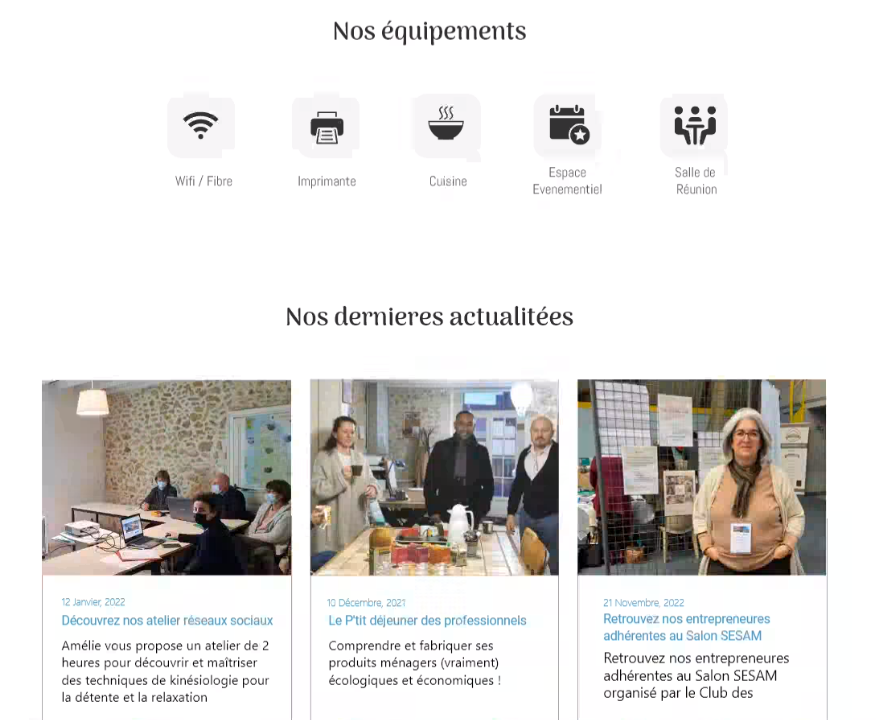 Nos équipements
Wifi / Fibre
Imprimante
Cuisine
Espace
Evenementiel
Salle de
Réunion
Nos dernieres actualitées
12 Janvier, 2022
Découvrez nos atelier réseaux sociaux
Amélie vous propose un atelier de 2
heures pour découvrir et maîtriser
des techniques de kinésiologie pour
la détente et la relaxation
10 Décembre, 2021
Le P'tit déjeuner des professionnels
Comprendre et fabriquer ses
produits ménagers (vraiment)
écologiques et économiques !
21 Novembre, 2022
Retrouvez nos entrepreneures
adhérentes au Salon SESAM
Retrouvez nos entrepreneures
adhérentes au Salon SESAM
organisé par le Club des